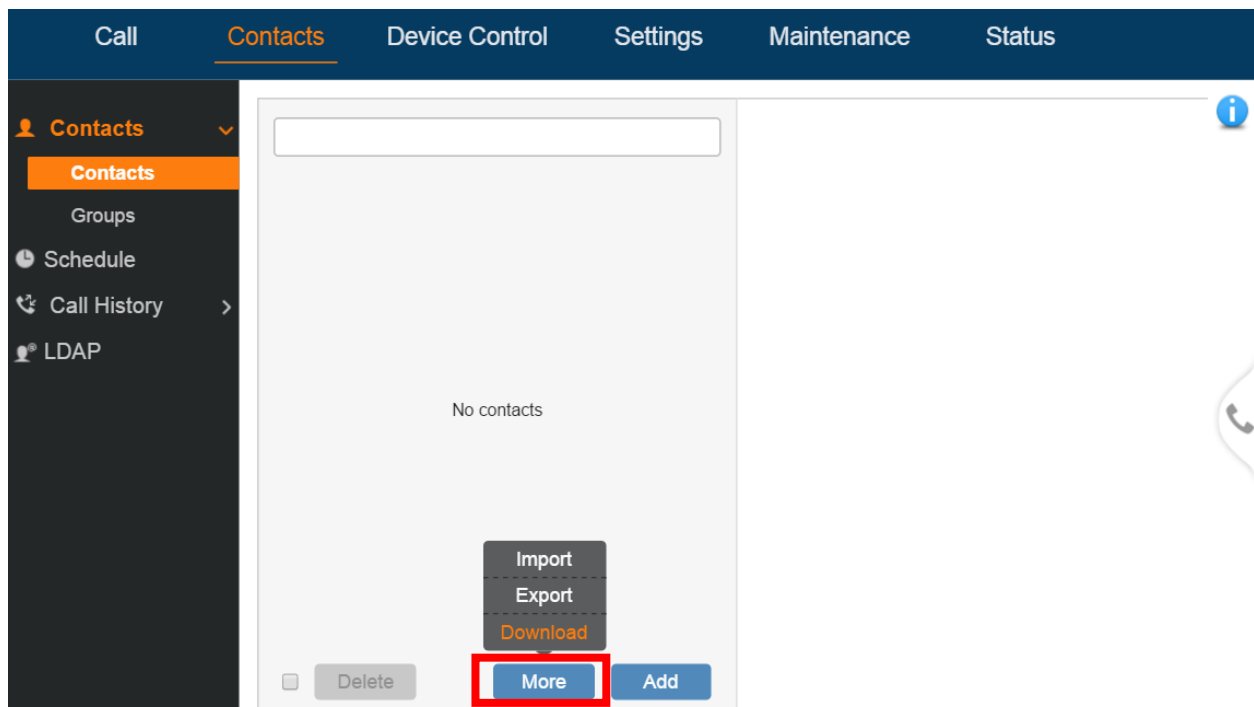 Call Contacts Device Control Settings Maintenance Status
Contacts
Contacts
Groups
Schedule
Call History
LDAP
No contacts
Import
Export
Download
Delete More Add